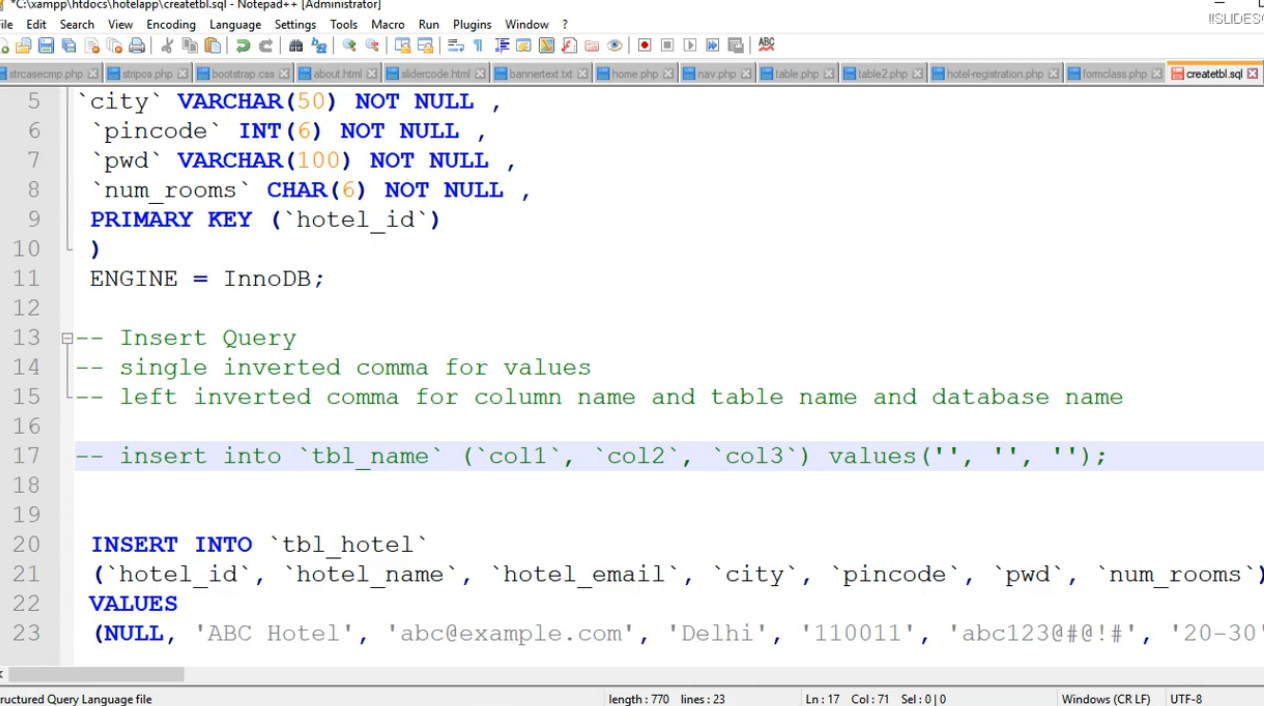 *C:\xampp\htdocs\hotelapp\createtbl.sql - Notepad++ [Administrator]
!!SLIDES
File Edit Search View Encoding Language Settings Tools Macro Run Plugins Window ?
ABC
strcasecmp.php stripos.php bootstrap.css about.html slidercode.html bannertext.txt home.php nav.php table.php table2.php hotel-registration.php formclass.php createtbl.sql
5 `city` VARCHAR(50) NOT NULL ,
6 `pincode` INT(6) NOT NULL ,
7 `pwd` VARCHAR(100) NOT NULL ,
8 `num_rooms` CHAR(6) NOT NULL ,
9 PRIMARY KEY (`hotel_id`)
10 )
11 ENGINE = InnoDB;
12
13 -- Insert Query
14 -- single inverted comma for values
15 -- left inverted comma for column name and table name and database name
16
17 -- insert into `tbl_name` (`col1`, `col2`, `col3`) values('', '', '');
18
19
20 INSERT INTO `tbl_hotel`
21 (`hotel_id`, `hotel_name`, `hotel_email`, `city`, `pincode`, `pwd`, `num_rooms`)
22 VALUES
23 (NULL, 'ABC Hotel', 'abc@example.com', 'Delhi', '110011', 'abc123@#@!#', '20-30'
ructured Query Language file length : 770 lines : 23 Ln : 17 Col : 71 Sel : 0 | 0 Windows (CR LF) UTF-8